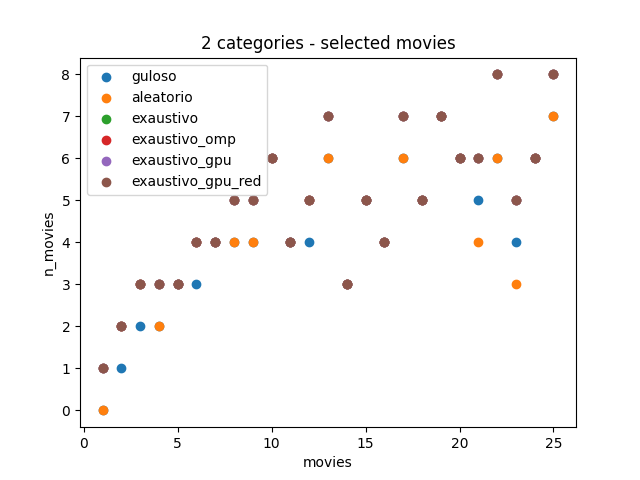 2 categories - selected movies
guloso
aleatorio
exaustivo
exaustivo_omp
exaustivo_gpu
exaustivo_gpu_red
8
7
6
5
4
3
2
1
0
n_movies
0 5 10 15 20 25
movies